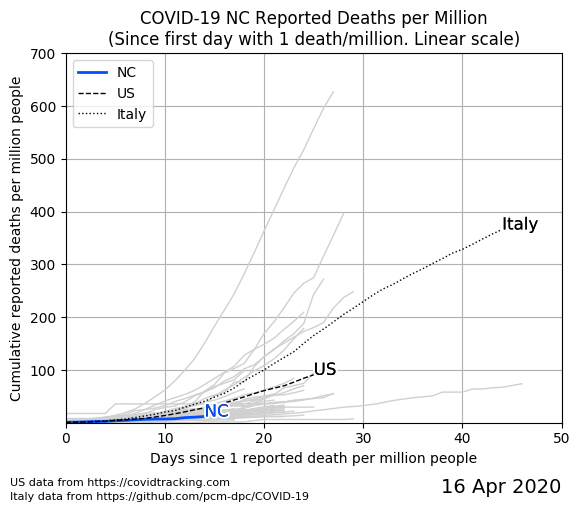 COVID-19 NC Reported Deaths per Million
(Since first day with 1 death/million. Linear scale)
NC
US
Italy
Cumulative reported deaths per million people
700
600
500
400
300
200
100
Italy
US
NC
0
10
20
30
40
50
Days since 1 reported death per million people
US data from https://covidtracking.com
Italy data from https://github.com/pcm-dpc/COVID-19
16 Apr 2020